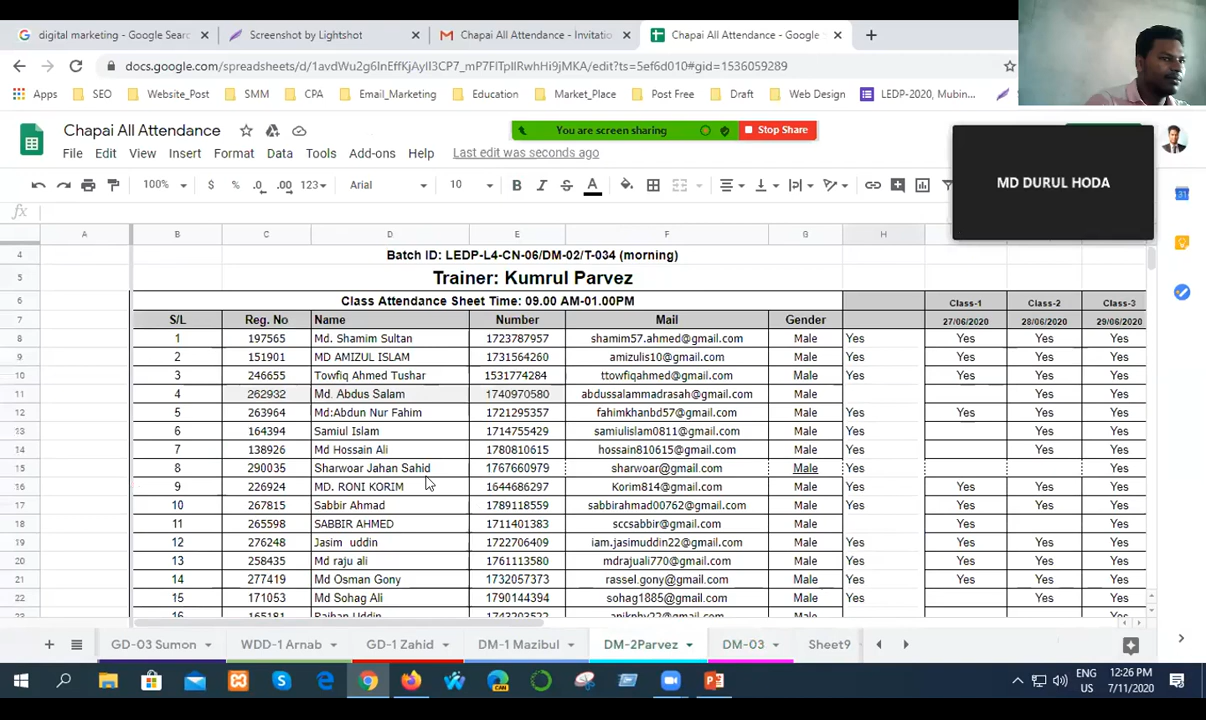 digital marketing - Google Searc
Screenshot by Lightshot
Chapai All Attendance - Invitatio
Chapai All Attendance - Google
docs.google.com/spreadsheets/d/
Apps SEO Website_Post SMM CPA Email_Marketing Education Market_Place Post Free Draft Web Design LEDP-2020, Mubin...
Chapai All Attendance
You are screen sharing Stop Share
File Edit View Insert Format Data Tools Add-ons Help Last edit was seconds ago
MD DURUL HODA
100% $ % .0 .00 123 Arial 10 B I S A
fx
A B C D E F G H
4 Batch ID: LEDP-L4-CN-06/DM-02/T-034 (morning)
5 Trainer: Kumrul Parvez
6 Class Attendance Sheet Time: 09.00 AM-01.00PM Class-1 Class-2 Class-3
7 S/L Reg. No Name Number Mail Gender 27/06/2020 28/06/2020 29/06/2020
8 1 197565 Md. Shamim Sultan 1723787957 shamim57.ahmed@gmail.com Male Yes Yes Yes Yes
9 2 151901 MD AMIZUL ISLAM 1731564260 amizulis10@gmail.com Male Yes Yes Yes Yes
10 3 246655 Towfiq Ahmed Tushar 1531774284 ttowfiqahmed@gmail.com Male Yes Yes Yes Yes
11 4 262932 Md. Abdus Salam 1740970580 abdussalammadrasah@gmail.com Male Yes Yes
12 5 263964 Md:Abdun Nur Fahim 1721295357 fahimkhanbd57@gmail.com Male Yes Yes Yes Yes
13 6 164394 Samiul Islam 1714755429 samiulislam0811@gmail.com Male Yes Yes Yes
14 7 138926 Md Hossain Ali 1780810615 hossain810615@gmail.com Male Yes Yes Yes
15 8 290035 Sharwoar Jahan Sahid 1767660979 sharwoar@gmail.com Male Yes Yes
16 9 226924 MD. RONI KORIM 1644686297 Korim814@gmail.com Male Yes Yes Yes Yes
17 10 267815 Sabbir Ahmad 1789118559 sabbirahmad00762@gmail.com Male Yes Yes Yes Yes
18 11 265598 SABBIR AHMED 1711401383 sccsabbir@gmail.com Male Yes Yes
19 12 276248 Jasim uddin 1722706409 iam.jasimuddin22@gmail.com Male Yes Yes Yes Yes
20 13 258435 Md raju ali 1761113580 mdrajuali770@gmail.com Male Yes Yes Yes Yes
21 14 277419 Md Osman Gony 1732057373 rassel.gony@gmail.com Male Yes Yes Yes Yes
22 15 171053 Md Sohag Ali 1790144394 sohag1885@gmail.com Male Yes Yes Yes
GD-03 Sumon WDD-1 Arnab GD-1 Zahid DM-1 Mazibul DM-2Parvez DM-03 Sheet9
ENG
US
12:26 PM
7/11/2020